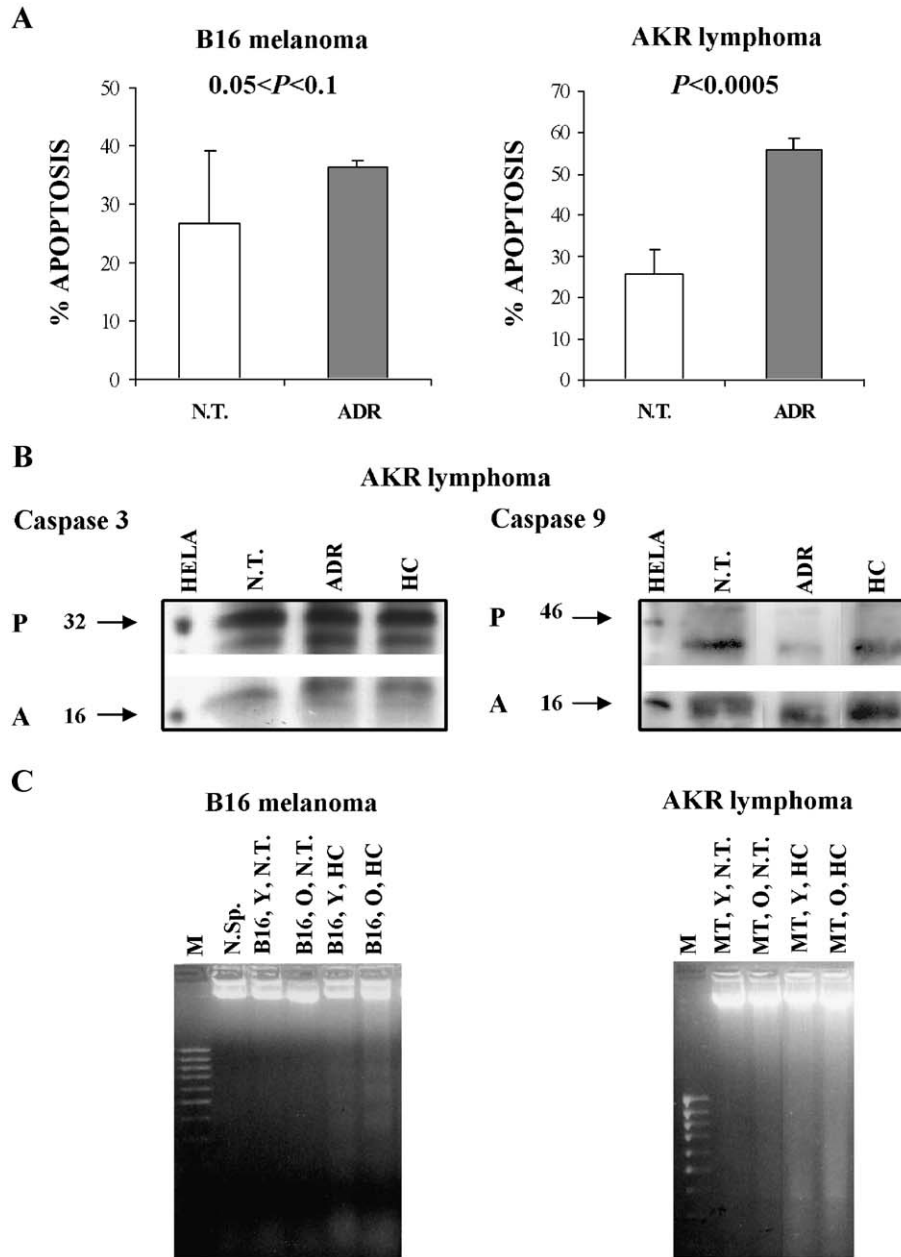 A
B16 melanoma
0.05<P<0.1
% APOPTOSIS
50
40
30
20
10
0
N.T.
ADR
AKR lymphoma
P<0.0005
% APOPTOSIS
70
60
50
40
30
20
10
0
N.T.
ADR
B
AKR lymphoma
Caspase 3
HELA
N.T.
ADR
HC
P 32
A 16
Caspase 9
HELA
N.T.
ADR
HC
P 46
A 16
C
B16 melanoma
M
N.Sp.
B16, Y, N.T.
B16, O, N.T.
B16, Y, HC
B16, O, HC
AKR lymphoma
M
MT, Y, N.T.
MT, O, N.T.
MT, Y, HC
MT, O, HC